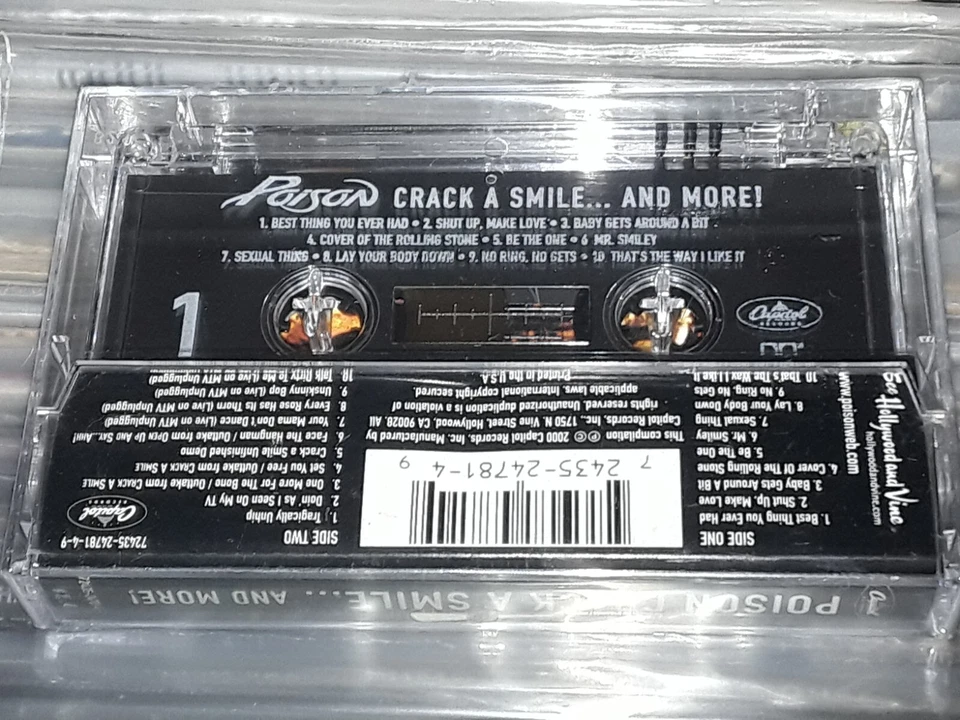 POISON CRACK A SMILE... AND MORE!
1. BEST THING YOU EVER HAD • 2. SHUT UP, MAKE LOVE • 3. BABY GETS AROUND A BIT
4. COVER OF THE ROLLING STONE • 5. BE THE ONE • 6 MR. SMILEY
7. SEXUAL THING • 8. LAY YOUR BODY DOWN • 9. NO RING, NO GETS • 10 THAT'S THE WAY I LIKE IT
1
Capitol
RECORDS
POISON A SMILE... AND MORE!
SIDE ONE
1. Best Thing You Ever Had
2. Shut Up, Make Love
3. Baby Gets Around A Bit
4. Cover Of The Rolling Stone
5. Be The One
6. Mr. Smiley
7. Sexual Thing
8. Lay Your Body Down
9. No Ring No Gets
10 That's The Way I Like It
7 2435-24781-4 9
This compilation ℗ © 2000 Capitol Records, Inc. Manufactured by
Capitol Records, Inc. 1750 N. Vine Street, Hollywood, CA 90028. All
rights reserved. Unauthorized duplication is a violation of
applicable laws. International copyright secured.
Printed in the U.S.A
72435-24781-4-9
Capitol
RECORDS
SIDE TWO
1. Tragically Unhip
2. Doin' As I Seen On My TV
3. One More For The Bone (Outtake from CRACK A SMILE
4. Set You Free (Outtake from CRACK A SMILE
5. Crack A Smile Unfinished Demo
6. Face The Hangman (Outtake from OPEN UP AND SAY...AHH!
7. Your Mama Don't Dance (Live on MTV Unplugged)
8. Every Rose Has Its Thorn (Live on MTV Unplugged)
9. Unskinny Bop (Live on MTV Unplugged)
10. Talk Dirty To Me (Live on MTV Unplugged)
Hollywood and Vine
hollywoodandvine.com
www.poisonweb.com